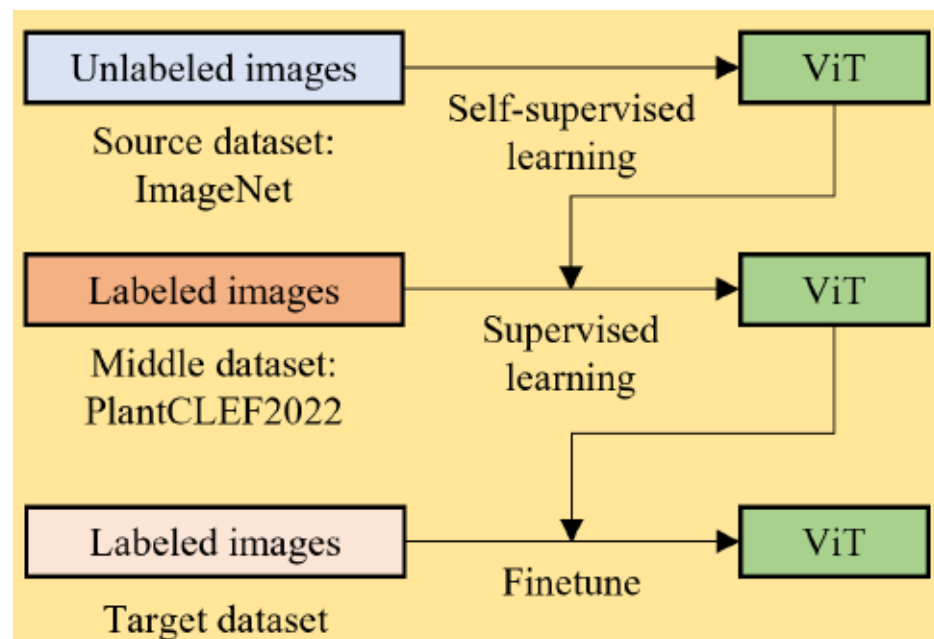 Unlabeled images
ViT
Self-supervised
learning
Source dataset:
ImageNet
Labeled images
ViT
Supervised
learning
Middle dataset:
PlantCLEF2022
Labeled images
ViT
Finetune
Target dataset